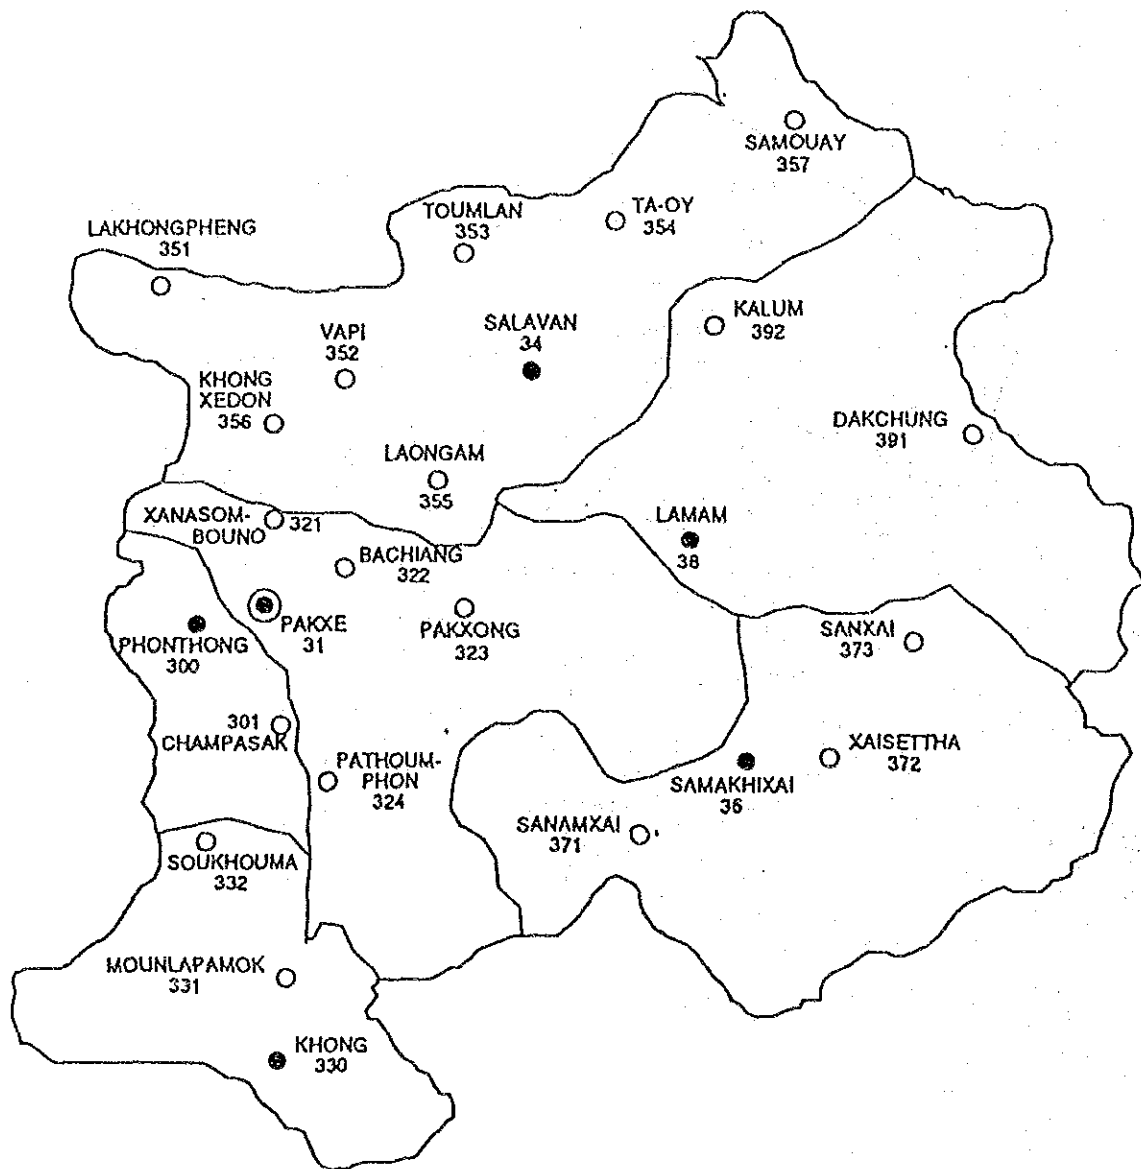 SAMOUAY
357
TA-OY
354
TOUMLAN
353
LAKHONGPHENG
351
KALUM
392
SALAVAN
34
VAPI
352
KHONG
XEDON
356
DAKCHUNG
391
LAONGAM
355
XANASOM-
BOUNO
321
LAMAM
38
BACHIANG
322
PAKXE
31
PAKXONG
323
PHONTHONG
300
SANXAI
373
301
CHAMPASAK
XAISETTHA
372
PATHOUM-
PHON
324
SAMAKHIXAI
36
SANAMXAI
371
SOUKHOUMA
332
MOUNLAPAMOK
331
KHONG
330